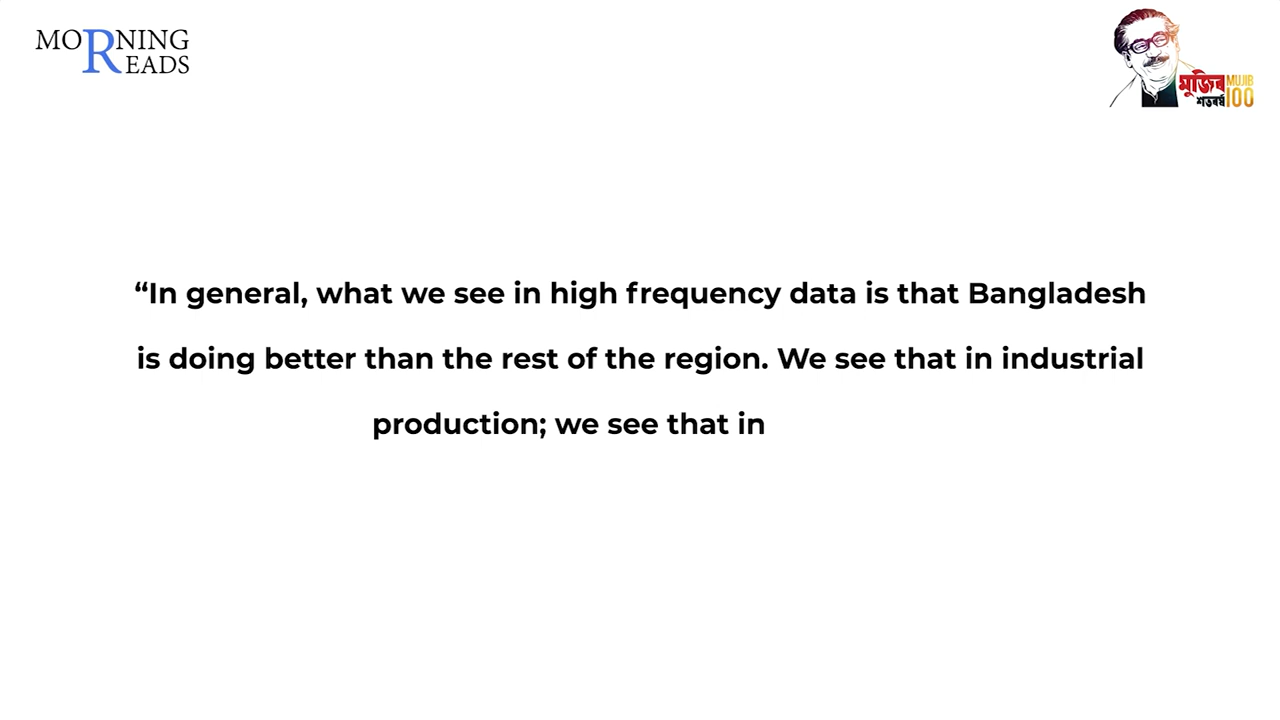 MORNING
READS
মুজিব MUJIB
শতবর্ষ 100
“In general, what we see in high frequency data is that Bangladesh
is doing better than the rest of the region. We see that in industrial
production; we see that in